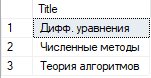 Title
1 Дифф. уравнения
2 Численные методы
3 Теория алгоритмов